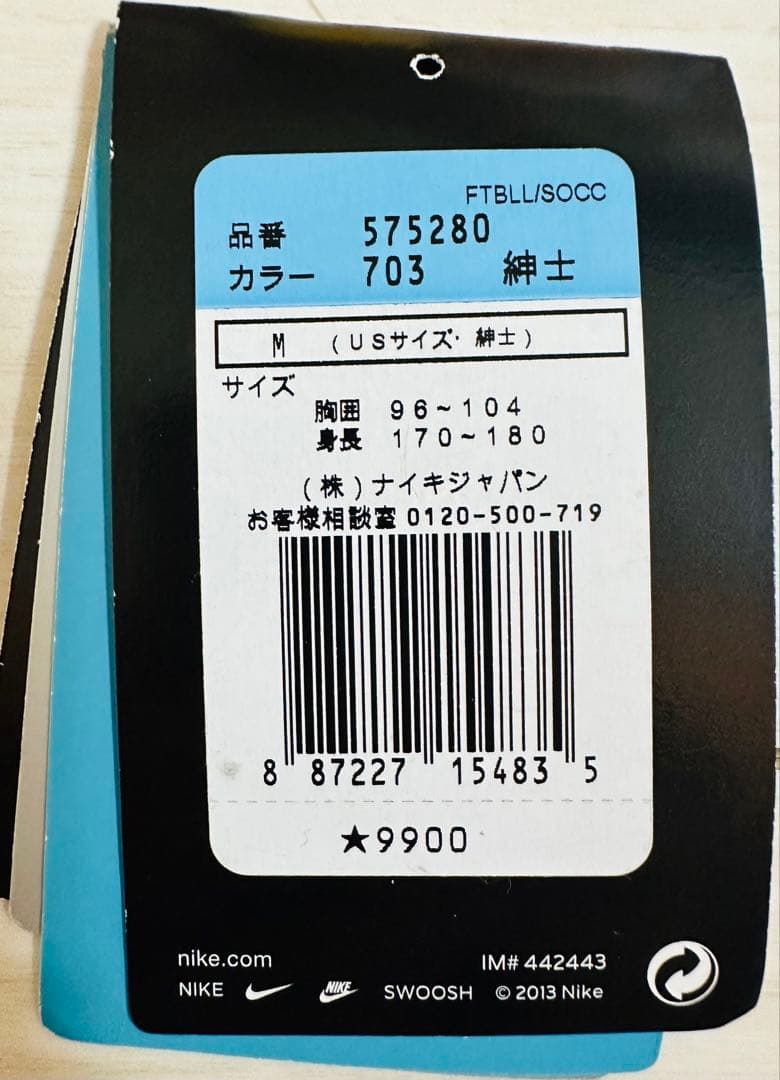 FTBLL/SOCC
品番 575280
カラー 703 紳士
M (USサイズ・紳士)
サイズ
胸囲 96~104
身長 170~180
(株)ナイキジャパン
お客様相談室 0120-500-719
8 87227 15483 5
★9900
nike.com IM# 442443
NIKE NIKE SWOOSH © 2013 Nike